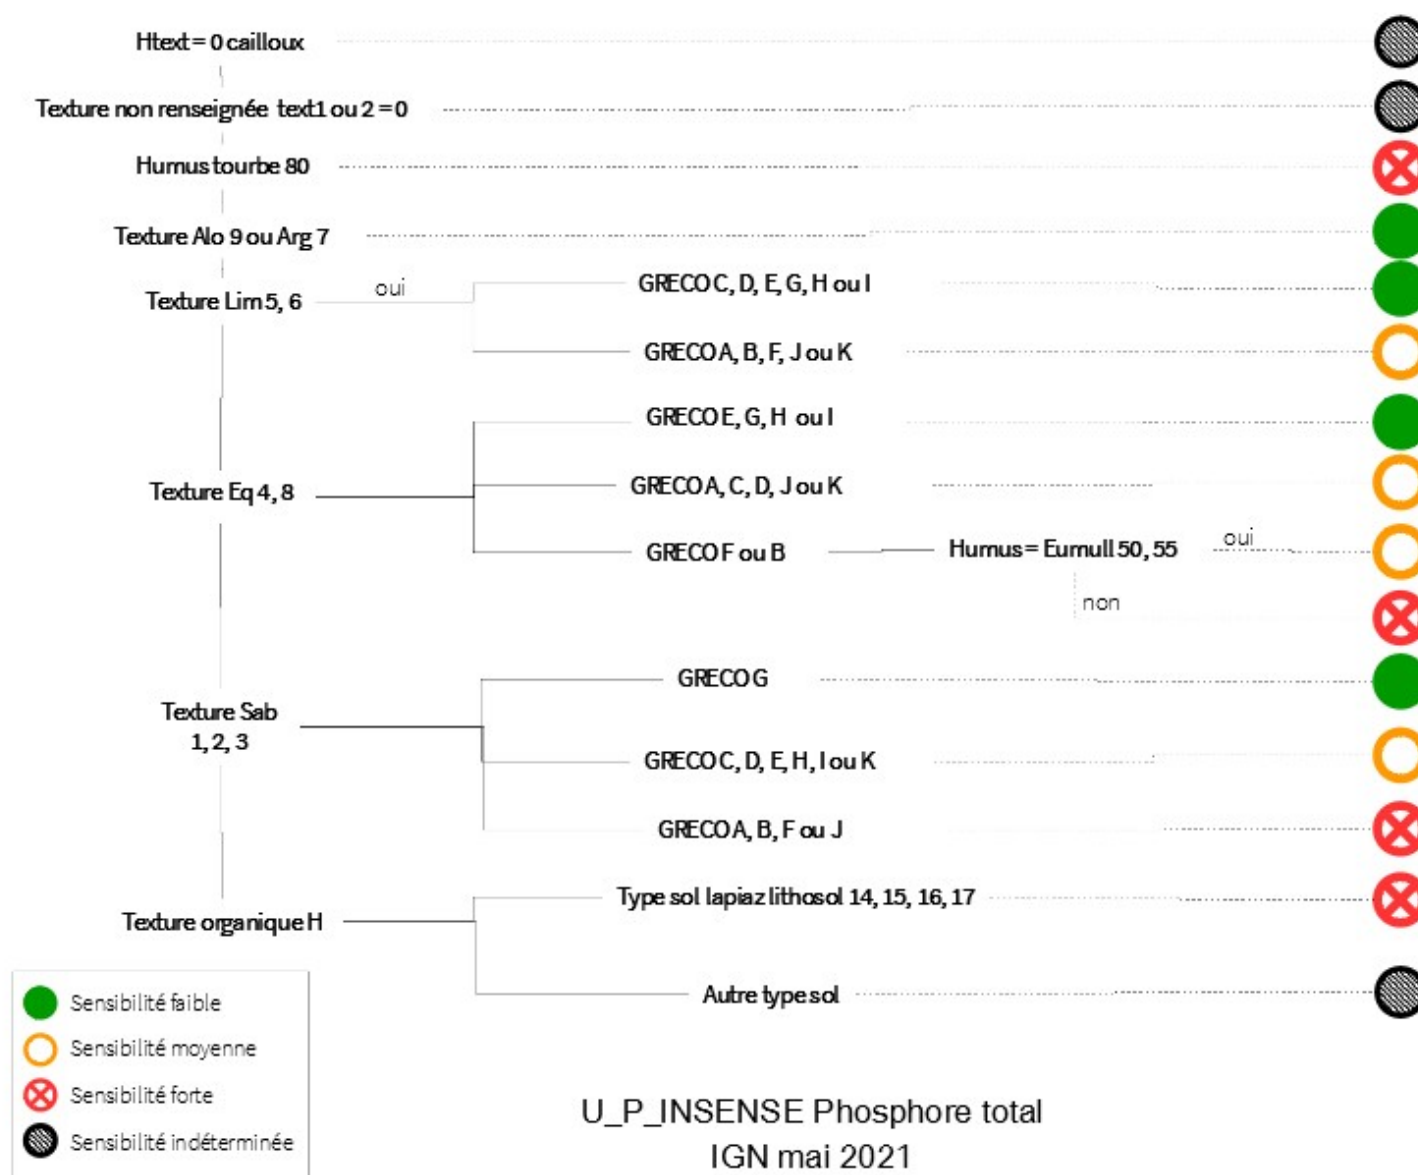 Htext = 0 cailloux
Texture non renseignée text1 ou 2 = 0
Humus tourbe 80
Texture Alo 9 ou Arg 7
Texture Lim 5, 6
oui
GRECO C, D, E, G, H ou I
GRECO A, B, F, J ou K
GRECO E, G, H ou I
Texture Eq 4, 8
GRECO A, C, D, J ou K
GRECO F ou B
Humus = Eumull 50, 55
oui
non
GRECO G
Texture Sab
1, 2, 3
GRECO C, D, E, H, I ou K
GRECO A, B, F ou J
Type sol lapiaz lithosol 14, 15, 16, 17
Texture organique H
Autre type sol
Sensibilité faible
Sensibilité moyenne
Sensibilité forte
Sensibilité indéterminée
U_P_INSENSE Phosphore total
IGN mai 2021